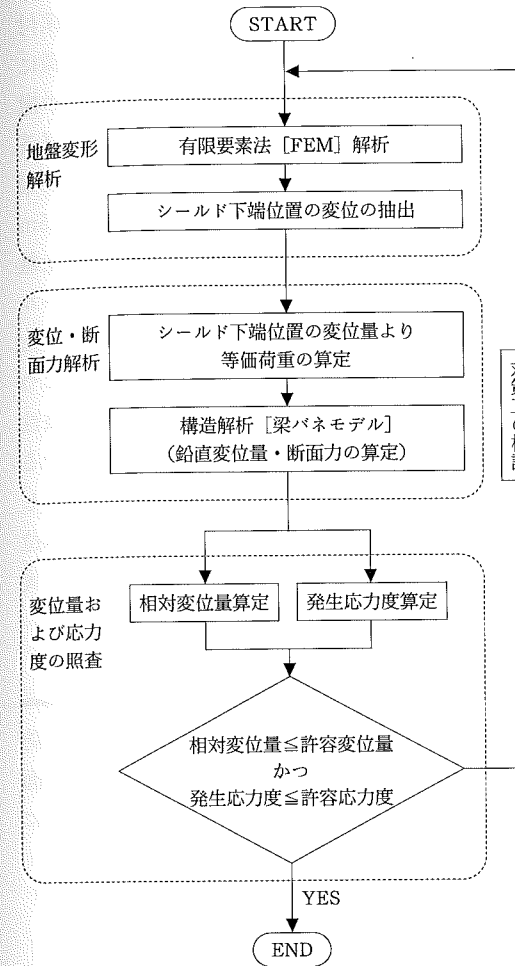 START
地盤変形
解析
有限要素法［FEM］解析
シールド下端位置の変位の抽出
変位・断
面力解析
シールド下端位置の変位量より
等価荷重の算定
構造解析［梁バネモデル］
（鉛直変位量・断面力の算定）
変位量お
よび応力
度の照査
相対変位量算定
発生応力度算定
相対変位量≦許容変位量
かつ
発生応力度≦許容応力度
YES
END